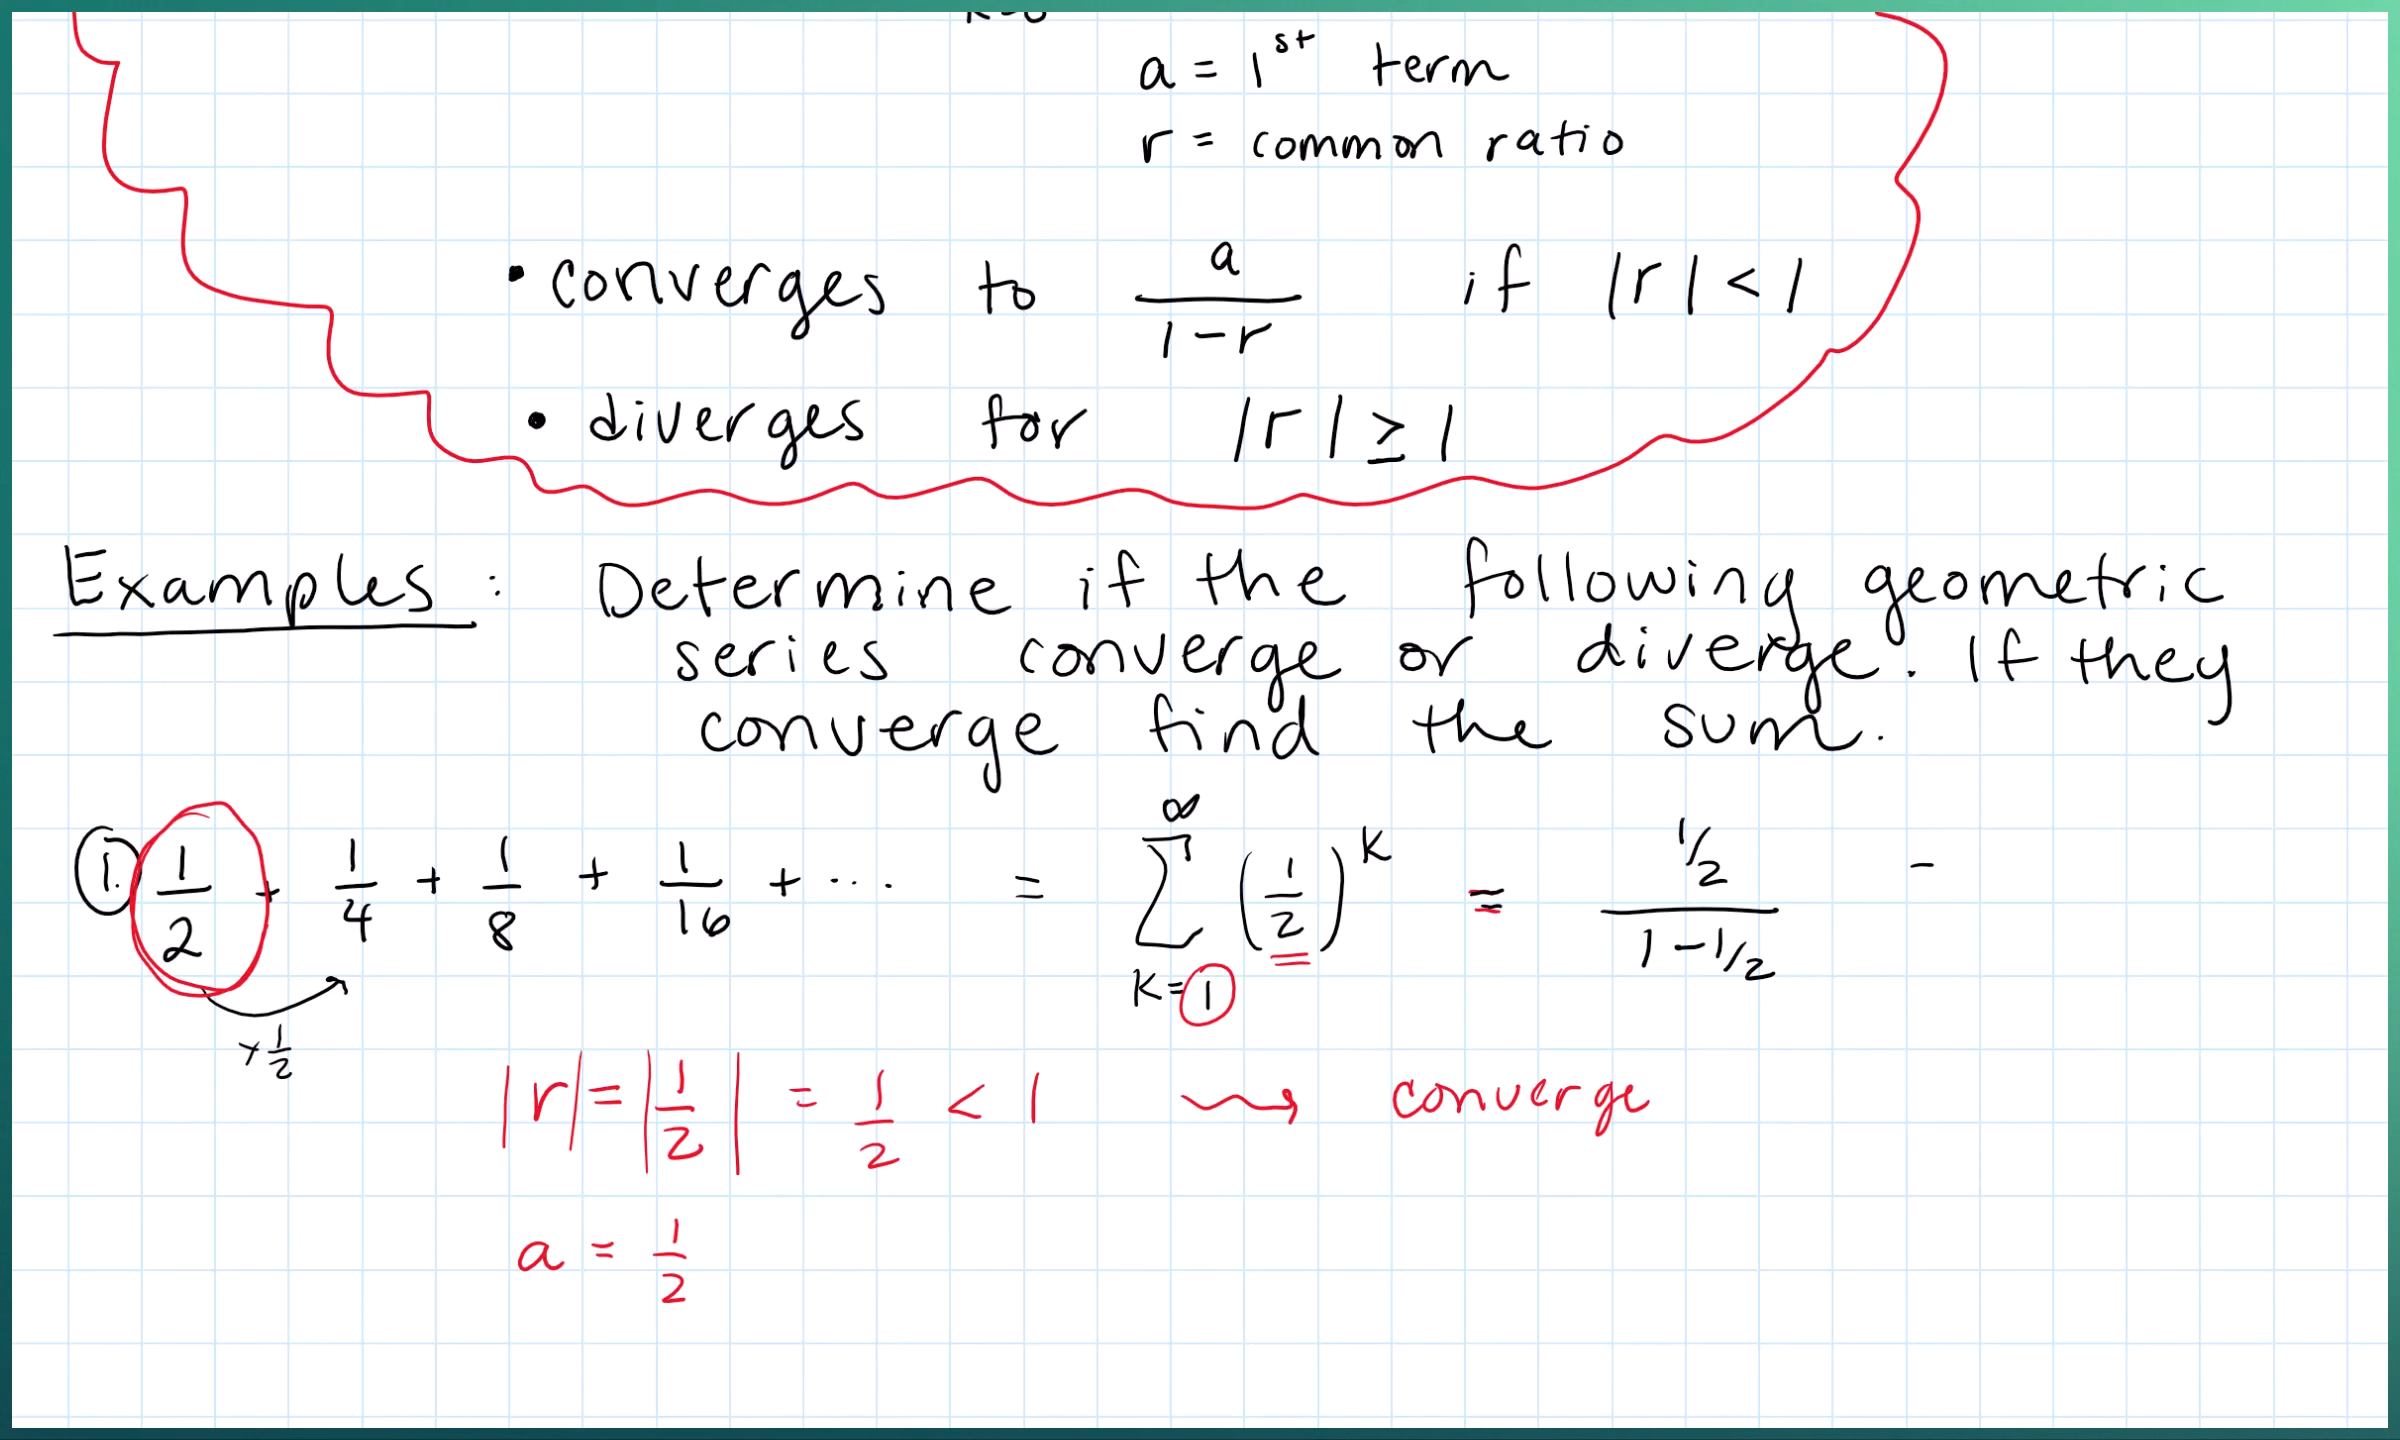 a = 1st term
r = common ratio
• converges to a/(1-r) if |r| < 1
• diverges for |r| ≥ 1
Examples : Determine if the following geometric
series converge or diverge. If they
converge find the sum.
① 1/2 + 1/4 + 1/8 + 1/16 + ... = ∞ Σ k=1 (1/2)^k = (1/2)/(1-1/2) -
× 1/2
|r| = |1/2| = 1/2 < 1 ⇝ converge
a = 1/2